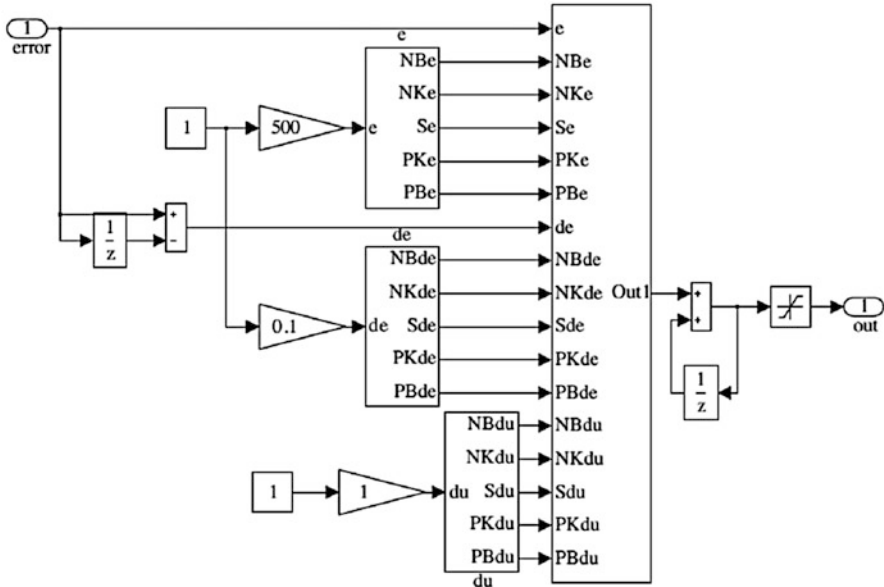 1
error
e
e
NBe
NBe
NKe
NKe
1
500
e
Se
Se
PKe
PKe
PBe
PBe
+
de
1
z
−
de
NBde
NBde
NKde
NKde
Out1
+
1
0.1
de
Sde
Sde
+
out
PKde
PKde
PBde
PBde
1
z
NBdu
NBdu
NKdu
NKdu
1
1
du
Sdu
Sdu
PKdu
PKdu
PBdu
PBdu
du